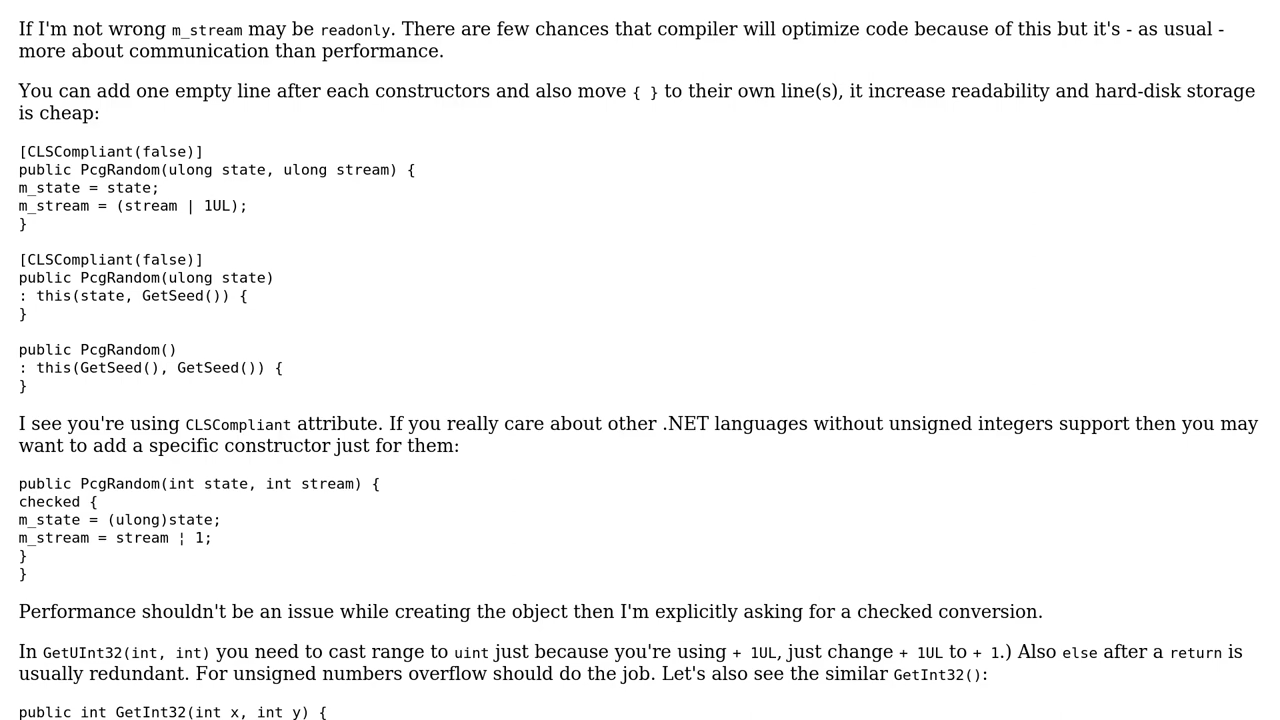 If I'm not wrong m_stream may be readonly. There are few chances that compiler will optimize code because of this but it's - as usual -
more about communication than performance.
You can add one empty line after each constructors and also move { } to their own line(s), it increase readability and hard-disk storage
is cheap:
[CLSCompliant(false)]
public PcgRandom(ulong state, ulong stream) {
m_state = state;
m_stream = (stream | 1UL);
}
[CLSCompliant(false)]
public PcgRandom(ulong state)
: this(state, GetSeed()) {
}
public PcgRandom()
: this(GetSeed(), GetSeed()) {
}
I see you're using CLSCompliant attribute. If you really care about other .NET languages without unsigned integers support then you may
want to add a specific constructor just for them:
public PcgRandom(int state, int stream) {
checked {
m_state = (ulong)state;
m_stream = stream ¦ 1;
}
}
Performance shouldn't be an issue while creating the object then I'm explicitly asking for a checked conversion.
In GetUInt32(int, int) you need to cast range to uint just because you're using + 1UL, just change + 1UL to + 1.) Also else after a return is
usually redundant. For unsigned numbers overflow should do the job. Let's also see the similar GetInt32():
public int GetInt32(int x, int y) {